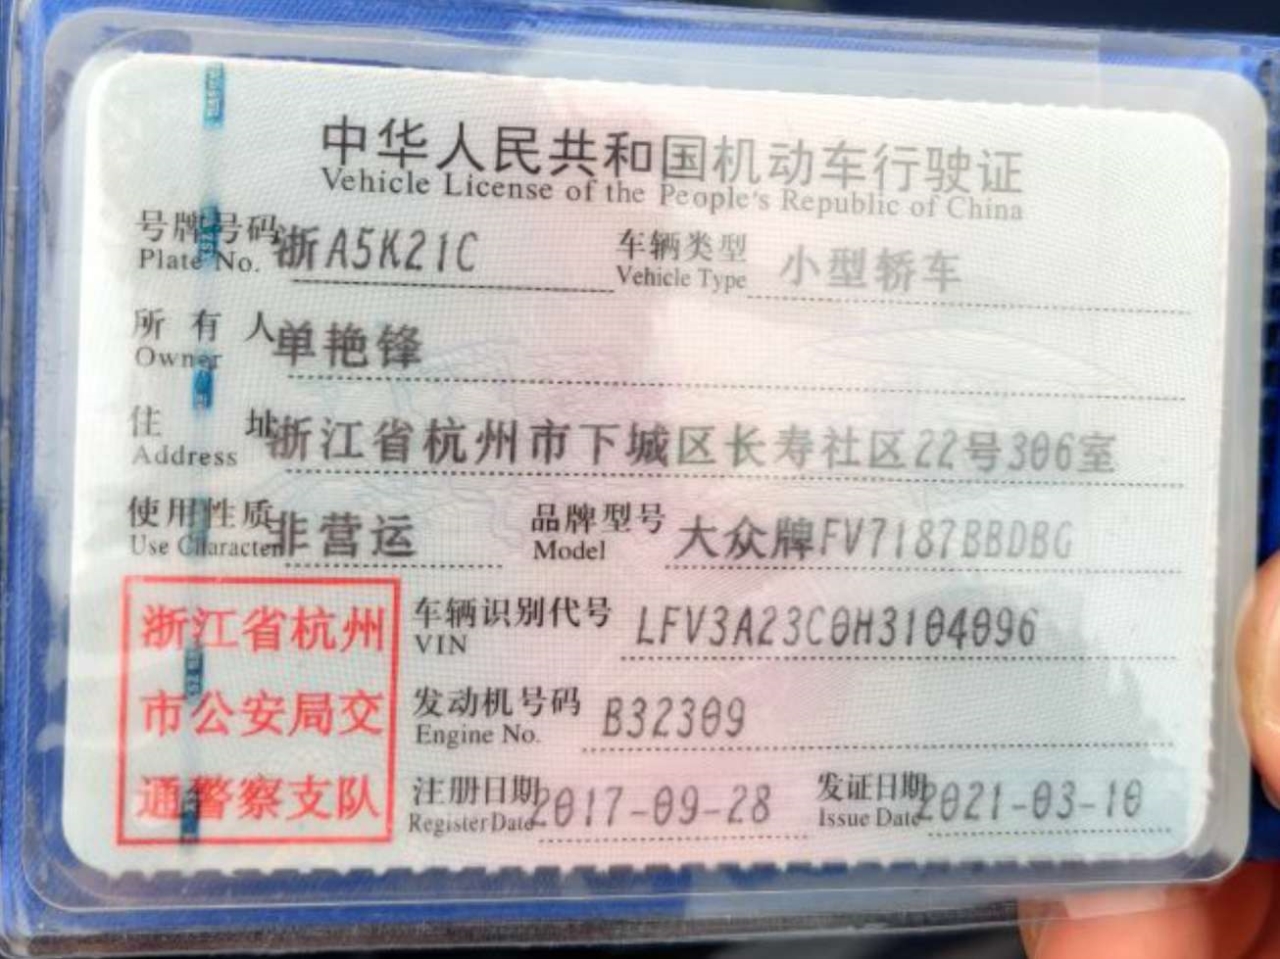 中华人民共和国机动车行驶证
Vehicle License of the People's Republic of China
号牌号码 浙A5K21C 车辆类型 小型轿车
Plate No. Vehicle Type
所有人 单艳锋
Owner
住址 浙江省杭州市下城区长寿社区22号306室
Address
使用性质 非营运 品牌型号 大众牌FV7187BBDBG
Use Character Model
浙江省杭州
市公安局交
通警察支队
车辆识别代号 LFV3A23C0H3104096
VIN
发动机号码 B32309
Engine No.
注册日期 2017-09-28 发证日期 2021-03-10
Register Date Issue Date